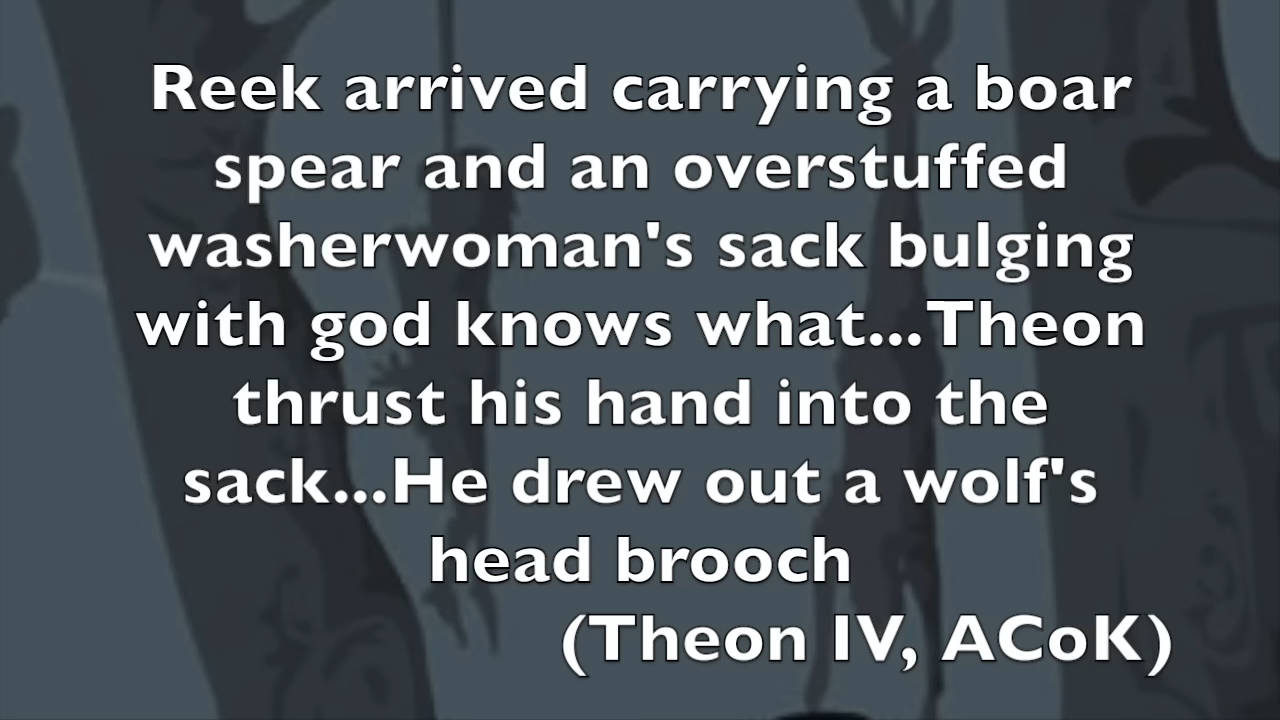 Reek arrived carrying a boar
spear and an overstuffed
washerwoman's sack bulging
with god knows what...Theon
thrust his hand into the
sack...He drew out a wolf's
head brooch
(Theon IV, ACoK)